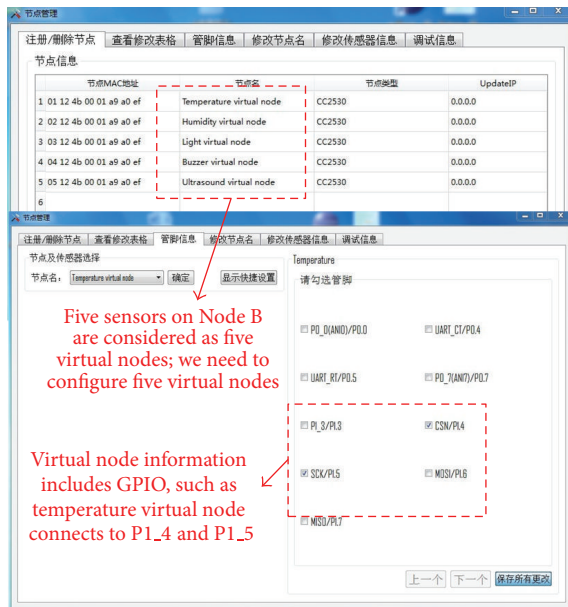 节点管理
注册/删除节点 查看修改表格 管脚信息 修改节点名 修改传感器信息 调试信息
节点信息
节点MAC地址 节点名 节点类型 UpdateIP
1 01 12 4b 00 01 a9 a0 ef Temperature virtual node CC2530 0.0.0.0
2 02 12 4b 00 01 a9 a0 ef Humidity virtual node CC2530 0.0.0.0
3 03 12 4b 00 01 a9 a0 ef Light virtual node CC2530 0.0.0.0
4 04 12 4b 00 01 a9 a0 ef Buzzer virtual node CC2530 0.0.0.0
5 05 12 4b 00 01 a9 a0 ef Ultrasound virtual node CC2530 0.0.0.0
6
节点管理
注册/删除节点 查看修改表格 管脚信息 修改节点名 修改传感器信息 调试信息
节点及传感器选择
节点名: Temperature virtual node 确定 显示快捷设置
Five sensors on Node B
are considered as five
virtual nodes; we need to
configure five virtual nodes
Virtual node information
includes GPIO, such as
temperature virtual node
connects to P1_4 and P1_5
Temperature
请勾选管脚
P0_0(ANI0)/P0.0 UART_CT/P0.4
UART_RT/P0.5 P0_7(ANI7)/P0.7
P1_3/P1.3 CSN/P1.4
SCK/P1.5 MOSI/P1.6
MISO/P1.7
上一个 下一个 保存所有更改